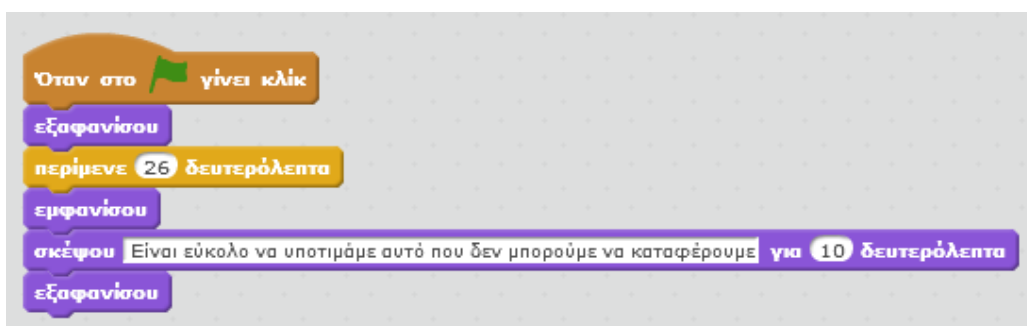 Όταν στο γίνει κλίκ
εξαφανίσου
περίμενε 26 δευτερόλεπτα
εμφανίσου
σκέψου Είναι εύκολο να υποτιμάμε αυτό που δεν μπορούμε να καταφέρουμε για 10 δευτερόλεπτα
εξαφανίσου